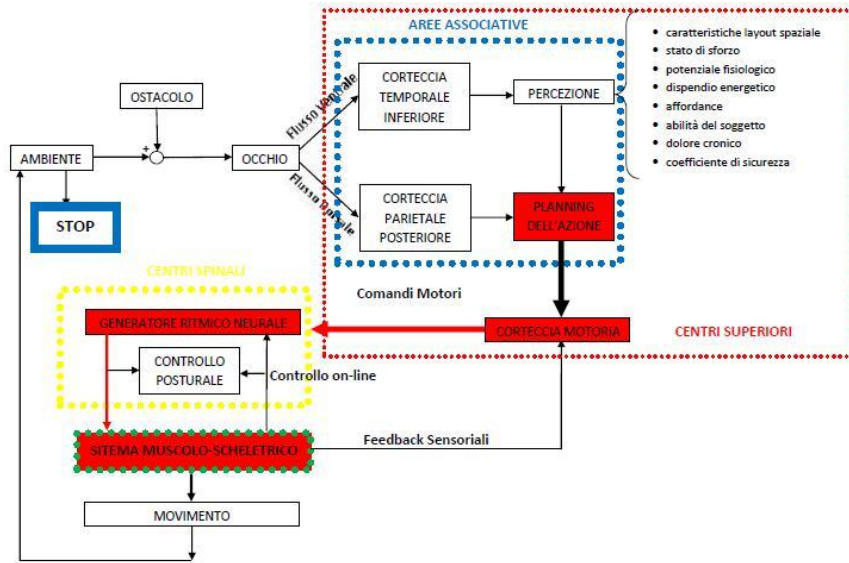 AREE ASSOCIATIVE
caratteristiche layout spaziale
stato di sforzo
potenziale fisiologico
dispendio energetico
affordance
abilità del soggetto
dolore cronico
coefficiente di sicurezza
CORTECCIA
TEMPORALE
INFERIORE
PERCEZIONE
OSTACOLO
Flusso Ventrale
AMBIENTE
+
OCCHIO
Flusso Dorsale
CORTECCIA
PARIETALE
POSTERIORE
PLANNING
DELL'AZIONE
STOP
CENTRI SPINALI
Comandi Motori
GENERATORE RITMICO NEURALE
CORTECCIA MOTORIA
CENTRI SUPERIORI
CONTROLLO
POSTURALE
Controllo on-line
SITEMA MUSCOLO-SCHELETRICO
Feedback Sensoriali
MOVIMENTO